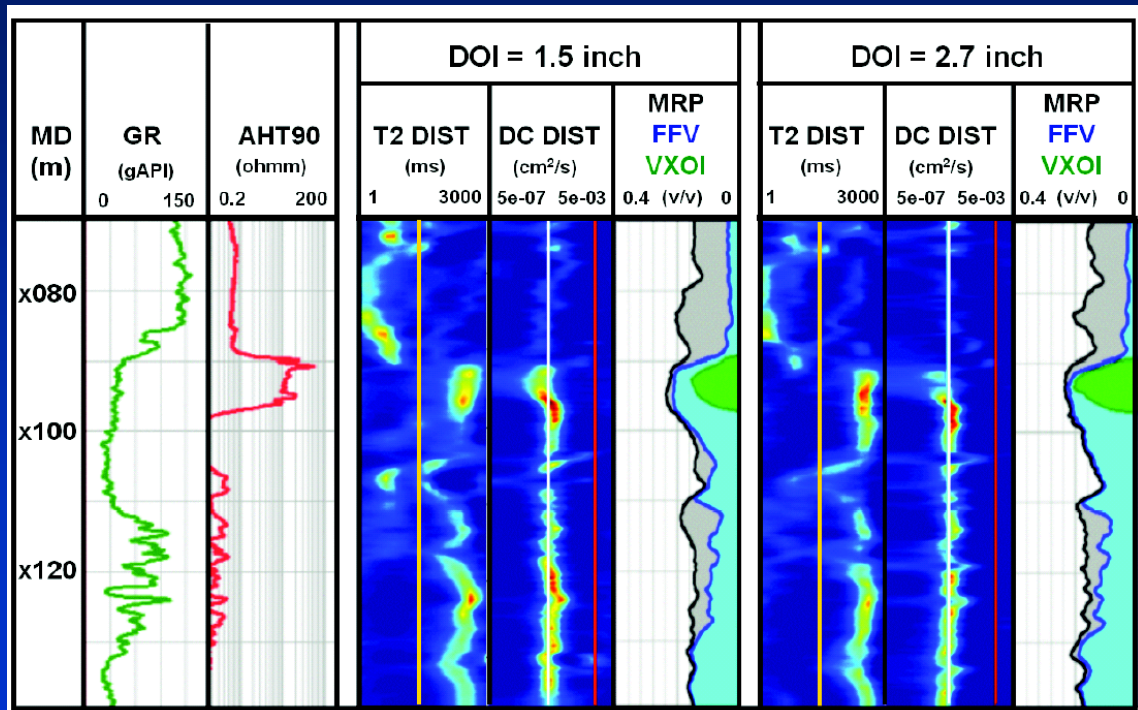 DOI = 1.5 inch
DOI = 2.7 inch
MD
(m)
GR
(gAPI)
0 150
AHT90
(ohmm)
0.2 200
T2 DIST
(ms)
1 3000
DC DIST
(cm²/s)
5e-07 5e-03
MRP
FFV
VXOI
0.4 (v/v) 0
T2 DIST
(ms)
1 3000
DC DIST
(cm²/s)
5e-07 5e-03
MRP
FFV
VXOI
0.4 (v/v) 0
x080
x100
x120